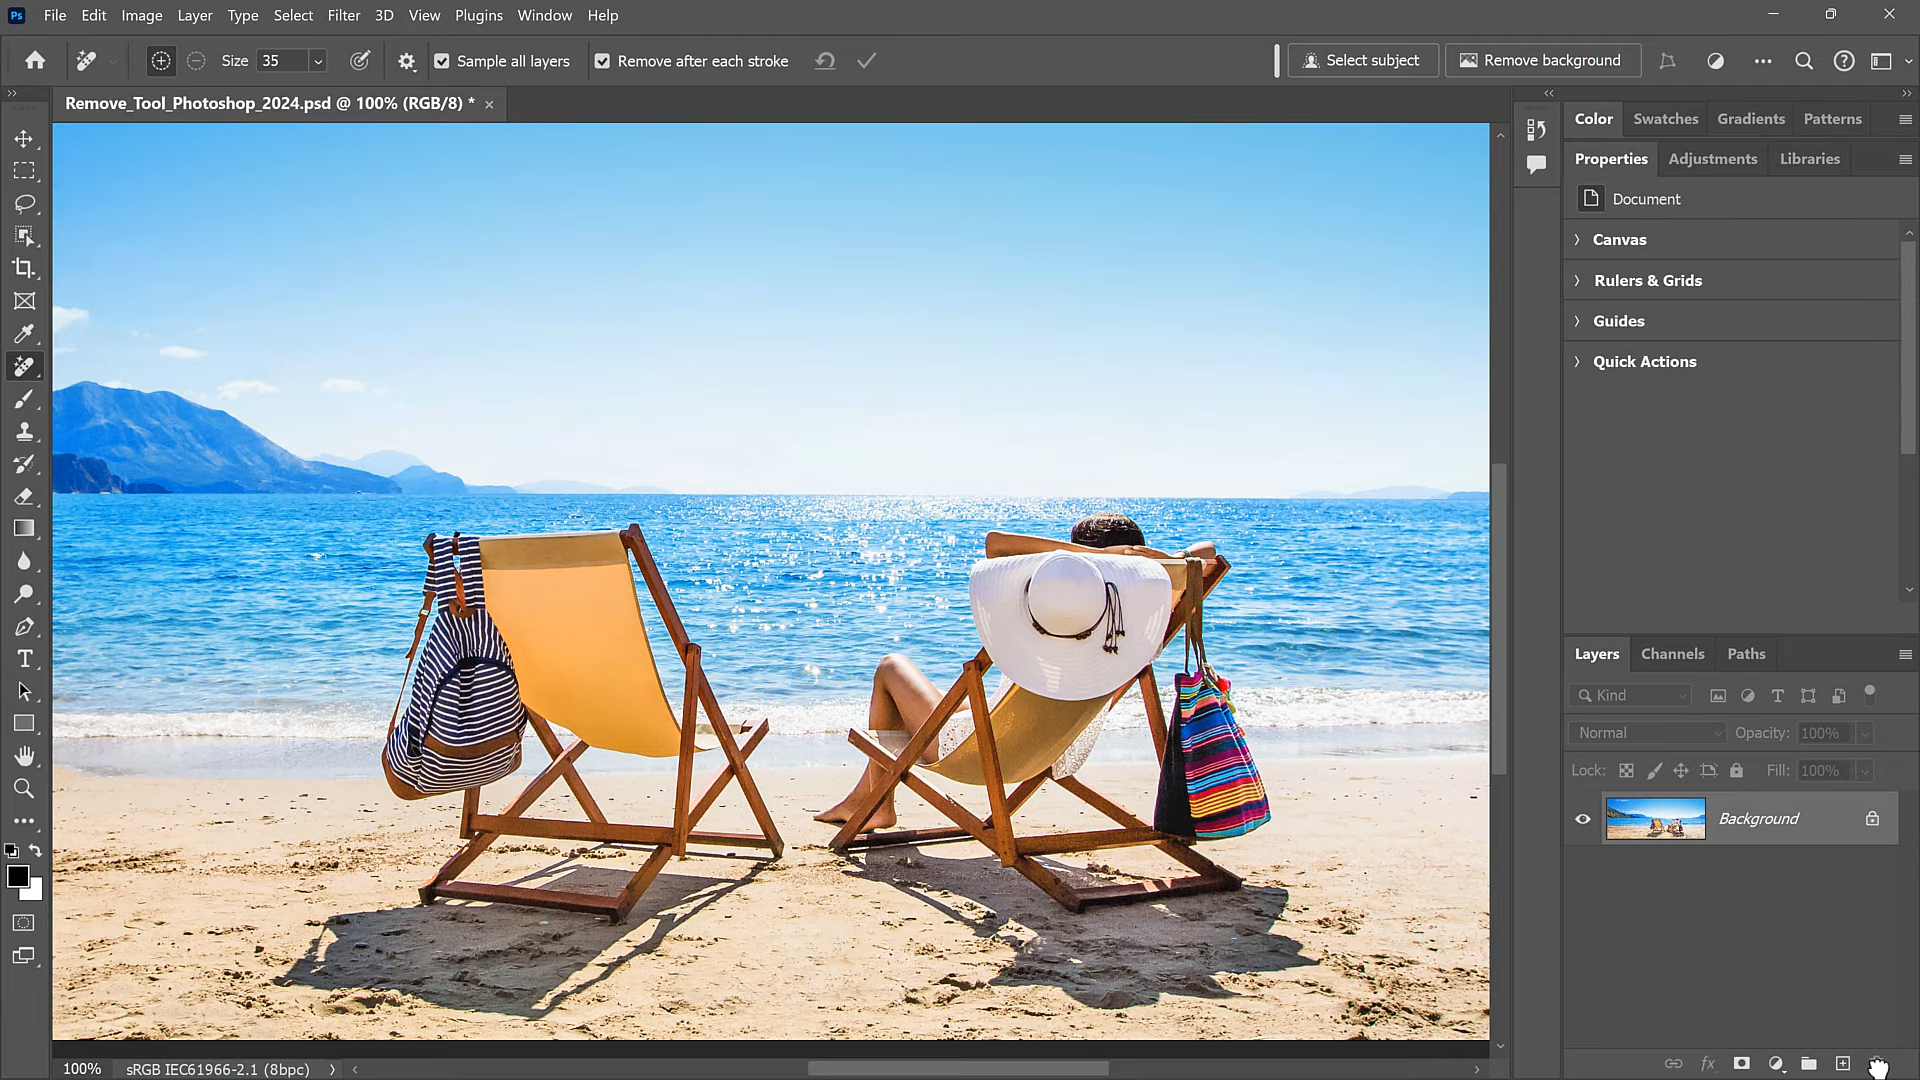 Ps File Edit Image Layer Type Select Filter 3D View Plugins Window Help
Size 35 Sample all layers Remove after each stroke Select subject Remove background
Remove_Tool_Photoshop_2024.psd @ 100% (RGB/8) *
Color Swatches Gradients Patterns
Properties Adjustments Libraries
Document
Canvas
Rulers & Grids
Guides
Quick Actions
Layers Channels Paths
Kind
Normal Opacity: 100%
Lock: Fill: 100%
Background
100% sRGB IEC61966-2.1 (8bpc)